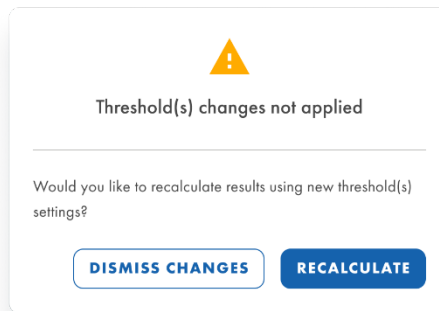 Threshold(s) changes not applied
Would you like to recalculate results using new threshold(s)
settings?
DISMISS CHANGES RECALCULATE